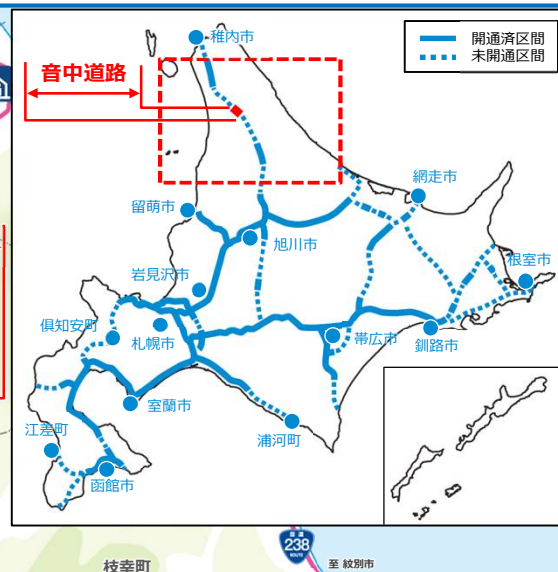 稚内市
開通済区間
未開通区間
音中道路
網走市
留萌市
旭川市
根室市
岩見沢市
倶知安町
札幌市
帯広市
釧路市
室蘭市
江差町
浦河町
函館市
国道
238
ROUTE
至 紋別市
枝幸町